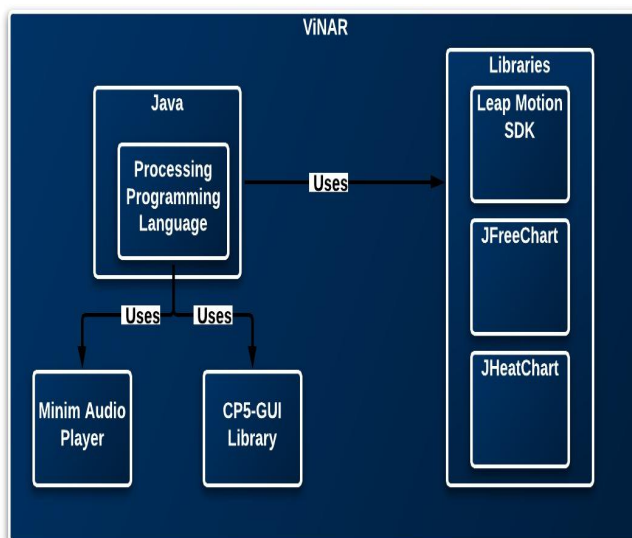 ViNAR
Java
Processing
Programming
Language
Uses
Libraries
Leap Motion
SDK
JFreeChart
JHeatChart
Uses
Uses
Minim Audio
Player
CP5-GUI
Library